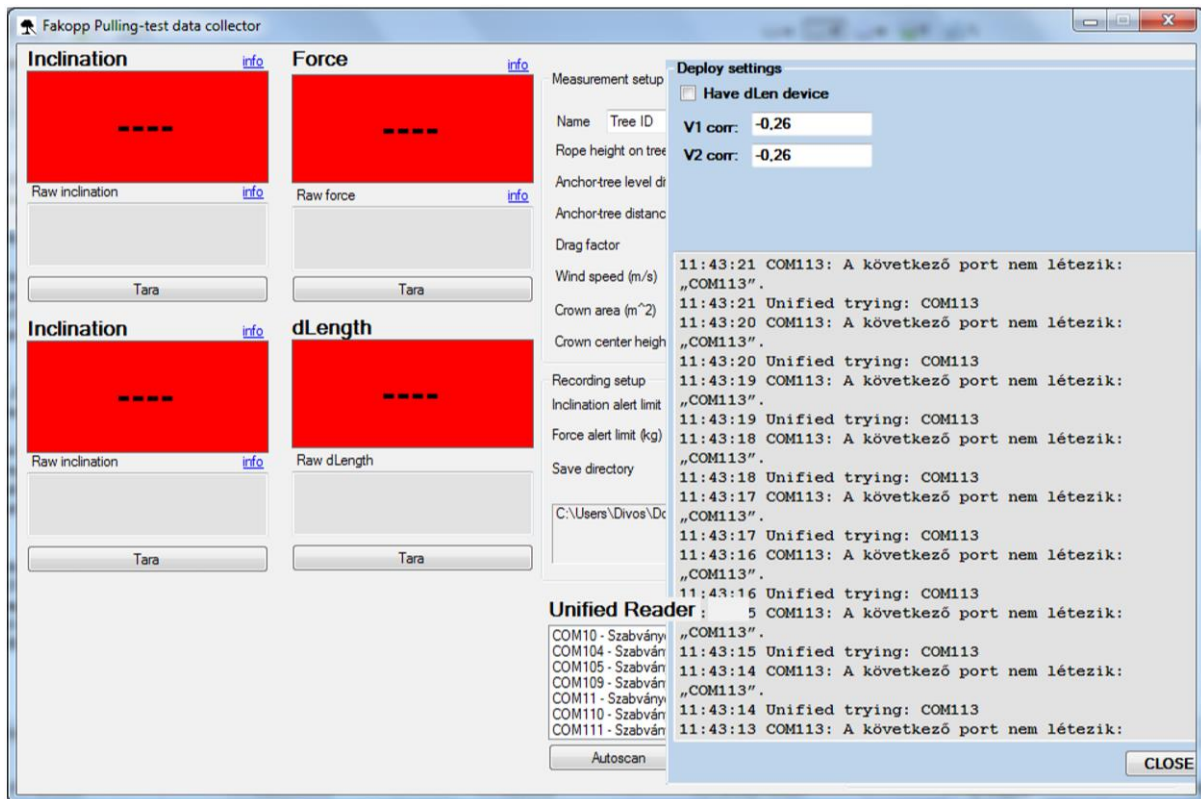 Fakopp Pulling-test data collector
Inclination info
----
Raw inclination info
Tara
Force info
----
Raw force info
Tara
Inclination info
----
Raw inclination info
Tara
dLength
----
Raw dLength
Tara
Measurement setup
Name Tree ID
Rope height on tree
Anchor-tree level di
Anchor-tree distanc
Drag factor
Wind speed (m/s)
Crown area (m^2)
Crown center heigh
Recording setup
Inclination alert limit
Force alert limit (kg)
Save directory
C:\Users\Divos\Do
Unified Reader
COM10 - Szabványo
COM104 - Szabván
COM105 - Szabván
COM109 - Szabván
COM11 - Szabványo
COM110 - Szabván
COM111 - Szabván
Autoscan
Deploy settings
Have dLen device
V1 corr: -0,26
V2 corr: -0,26
11:43:21 COM113: A következő port nem létezik:
„COM113”.
11:43:21 Unified trying: COM113
11:43:20 COM113: A következő port nem létezik:
„COM113”.
11:43:20 Unified trying: COM113
11:43:19 COM113: A következő port nem létezik:
„COM113”.
11:43:19 Unified trying: COM113
11:43:18 COM113: A következő port nem létezik:
„COM113”.
11:43:18 Unified trying: COM113
11:43:17 COM113: A következő port nem létezik:
„COM113”.
11:43:17 Unified trying: COM113
11:43:16 COM113: A következő port nem létezik:
„COM113”.
11:43:16 Unified trying: COM113
: 5 COM113: A következő port nem létezik:
„COM113”.
11:43:15 Unified trying: COM113
11:43:14 COM113: A következő port nem létezik:
„COM113”.
11:43:14 Unified trying: COM113
11:43:13 COM113: A következő port nem létezik:
CLOSE